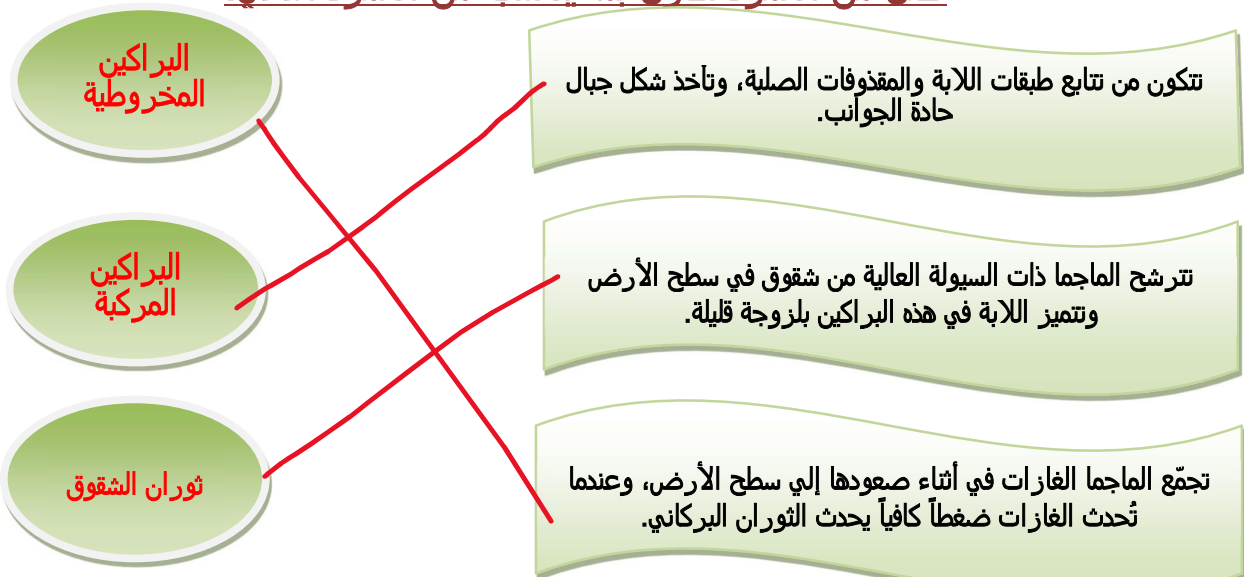 تتكون من تتابع طبقات اللابة والمقذوفات الصلبة، وتأخذ شكل جبال
حادة الجوانب.
البراكين
المخروطية
تترشح الماجما ذات السيولة العالية من شقوق في سطح الأرض
وتتميز اللابة في هذه البراكين بلزوجة قليلة.
البراكين
المركبة
تجمّع الماجما الغازات في أثناء صعودها إلي سطح الأرض، وعندما
تُحدث الغازات ضغطاً كافياً يحدث الثوران البركاني.
ثوران الشقوق